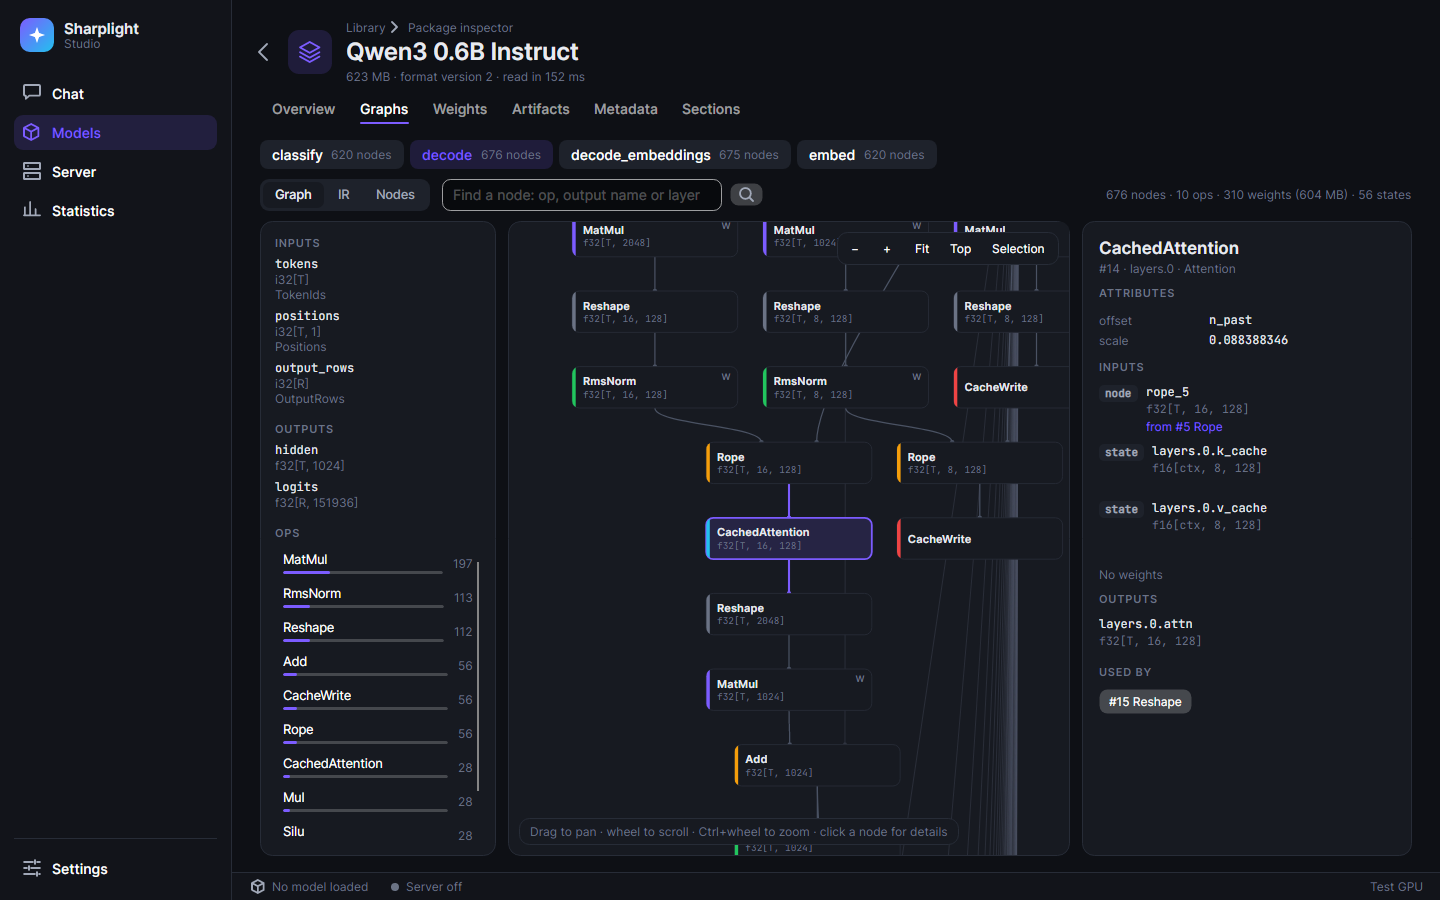 Sharplight
Studio
Chat
Models
Server
Statistics
Settings
Library > Package inspector
Qwen3 0.6B Instruct
623 MB · format version 2 · read in 152 ms
Overview Graphs Weights Artifacts Metadata Sections
classify 620 nodes decode 676 nodes decode_embeddings 675 nodes embed 620 nodes
Graph IR Nodes Find a node: op, output name or layer
676 nodes · 10 ops · 310 weights (604 MB) · 56 states
INPUTS
tokens
i32[T]
TokenIds
positions
i32[T, 1]
Positions
output_rows
i32[R]
OutputRows
OUTPUTS
hidden
f32[T, 1024]
logits
f32[R, 151936]
OPS
MatMul 197
RmsNorm 113
Reshape 112
Add 56
CacheWrite 56
Rope 56
CachedAttention 28
Mul 28
Silu 28
MatMul W
f32[T, 2048]
MatMul W
f32[T, 1024
MatMul
− + Fit Top Selection
Reshape
f32[T, 16, 128]
Reshape
f32[T, 8, 128]
Reshape
f32[T, 8, 128]
RmsNorm W
f32[T, 16, 128]
RmsNorm W
f32[T, 8, 128]
CacheWrite
Rope
f32[T, 16, 128]
Rope
f32[T, 8, 128]
CachedAttention
f32[T, 16, 128]
CacheWrite
Reshape
f32[T, 2048]
MatMul W
f32[T, 1024]
Add
f32[T, 1024]
Drag to pan · wheel to scroll · Ctrl+wheel to zoom · click a node for details
f32[T, 1024]
CachedAttention
#14 · layers.0 · Attention
ATTRIBUTES
offset n_past
scale 0.088388346
INPUTS
node rope_5
f32[T, 16, 128]
from #5 Rope
state layers.0.k_cache
f16[ctx, 8, 128]
state layers.0.v_cache
f16[ctx, 8, 128]
No weights
OUTPUTS
layers.0.attn
f32[T, 16, 128]
USED BY
#15 Reshape
No model loaded Server off Test GPU